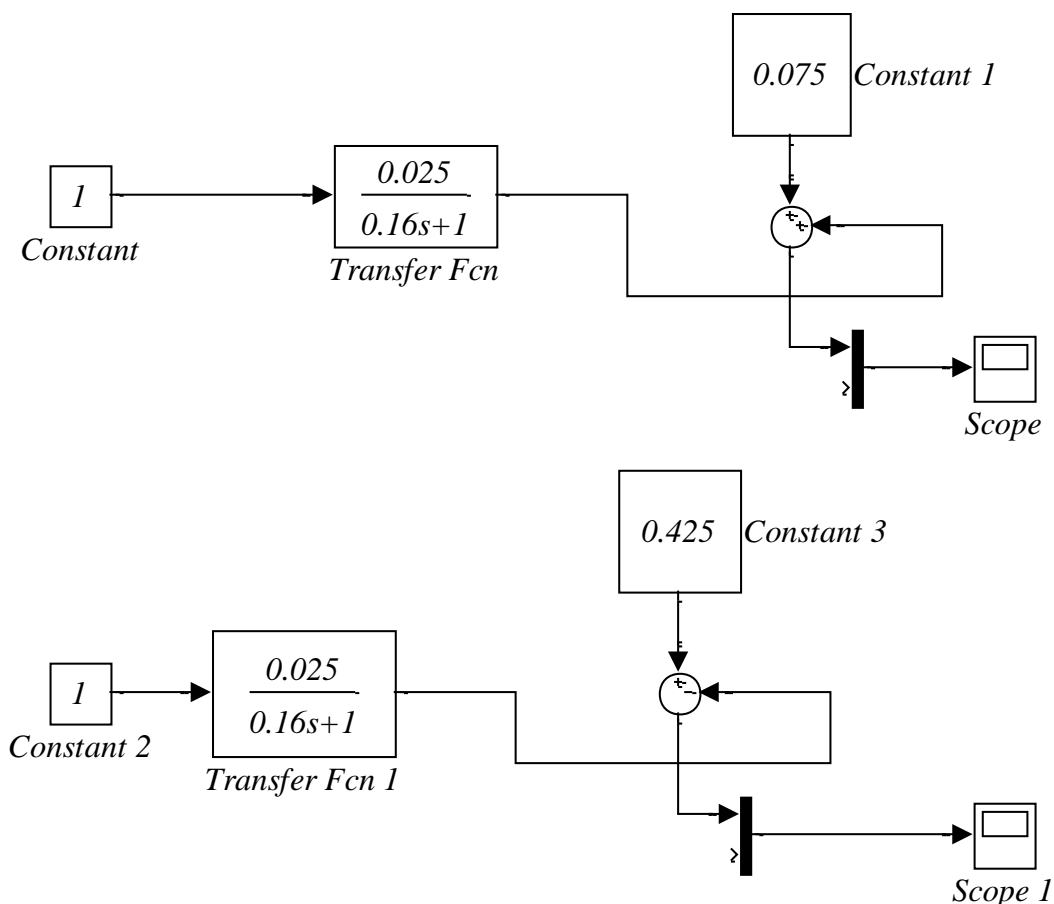 0.075 Constant 1
1
Constant
0.025
0.16s+1
Transfer Fcn
+
+
Scope
0.425 Constant 3
1
Constant 2
0.025
0.16s+1
Transfer Fcn 1
+
−
Scope 1